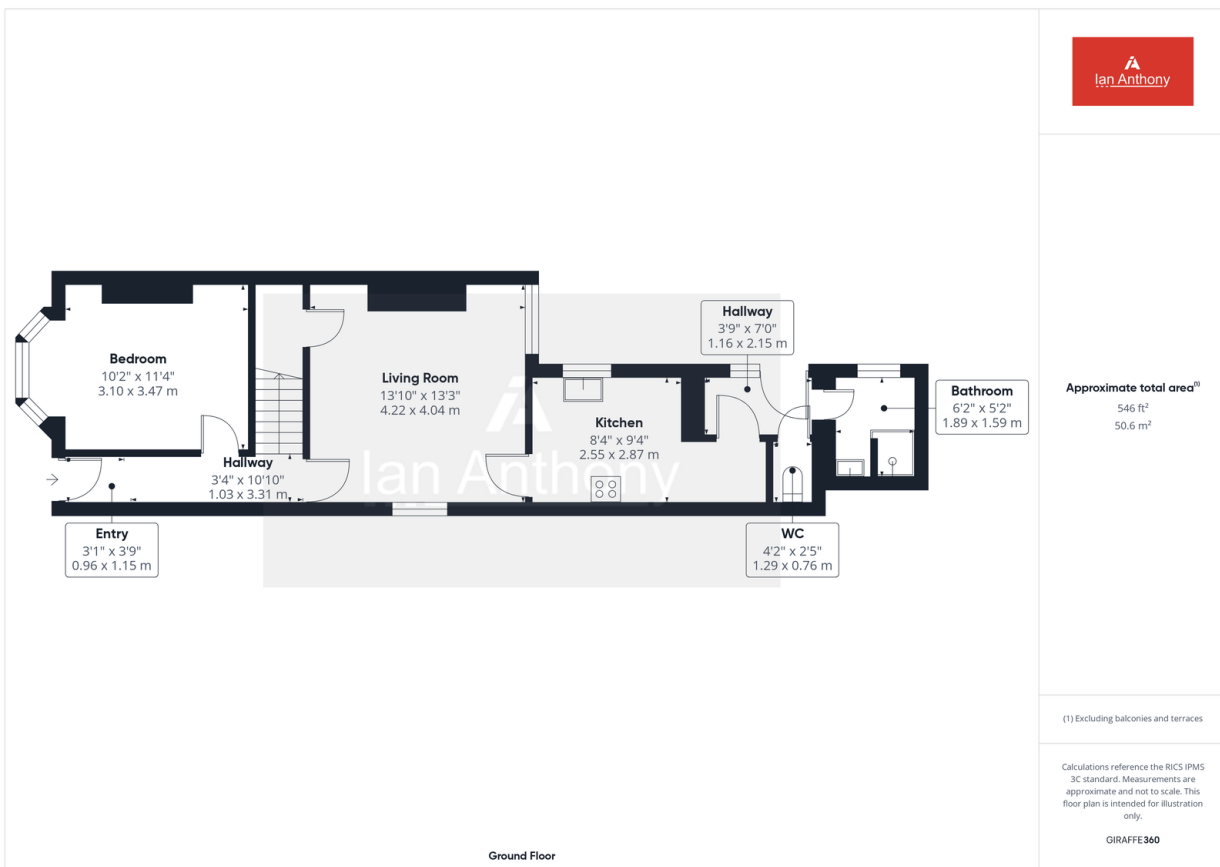 Ian Anthony
Bedroom
10'2" x 11'4"
3.10 x 3.47 m
Living Room
13'10" x 13'3"
4.22 x 4.04 m
Hallway
3'9" x 7'0"
1.16 x 2.15 m
Kitchen
8'4" x 9'4"
2.55 x 2.87 m
Bathroom
6'2" x 5'2"
1.89 x 1.59 m
Hallway
3'4" x 10'10"
1.03 x 3.31 m
Ian Anthony
Entry
3'1" x 3'9"
0.96 x 1.15 m
WC
4'2" x 2'5"
1.29 x 0.76 m
Ground Floor
Approximate total area(1)
546 ft²
50.6 m²
(1) Excluding balconies and terraces
Calculations reference the RICS IPMS
3C standard. Measurements are
approximate and not to scale. This
floor plan is intended for illustration
only.
GIRAFFE360